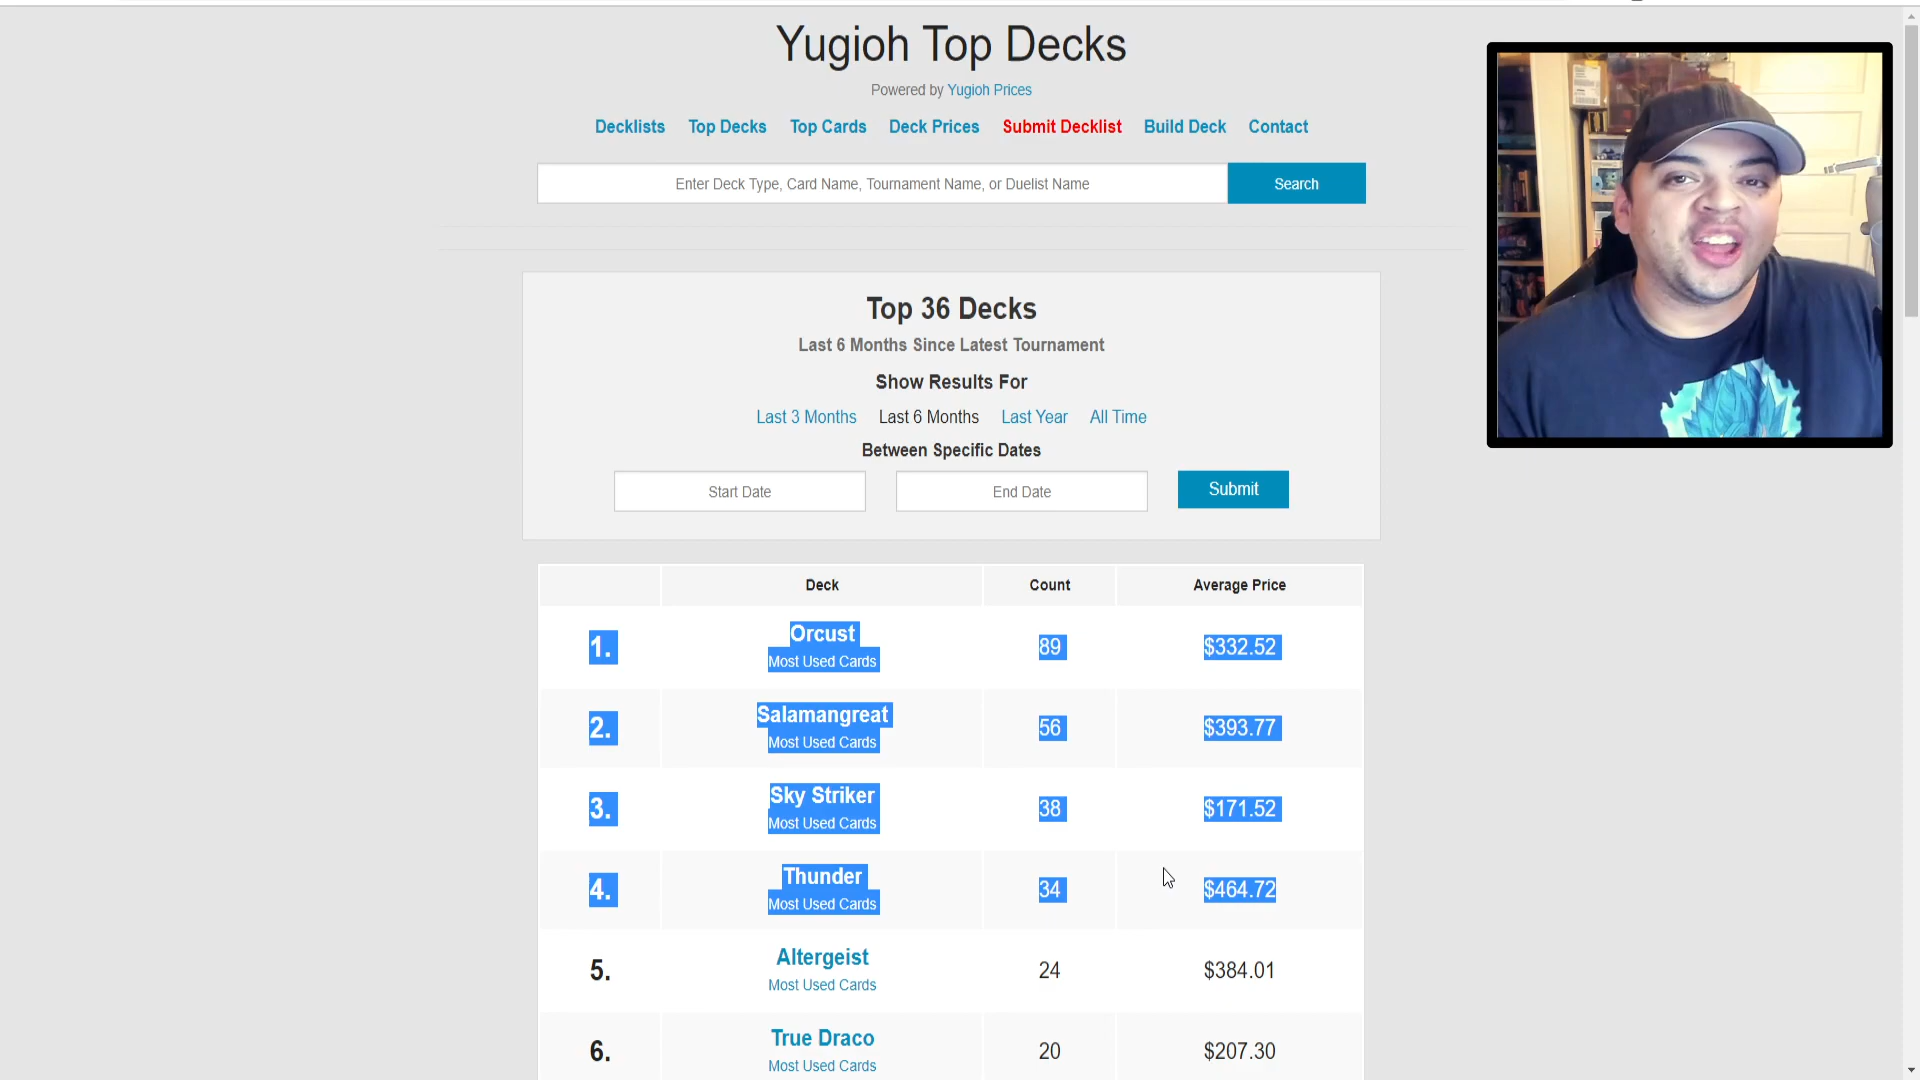 Yugioh Top Decks
Powered by Yugioh Prices
Decklists Top Decks Top Cards Deck Prices Submit Decklist Build Deck Contact
Enter Deck Type, Card Name, Tournament Name, or Duelist Name Search
Top 36 Decks
Last 6 Months Since Latest Tournament
Show Results For
Last 3 Months Last 6 Months Last Year All Time
Between Specific Dates
Start Date End Date Submit
Deck Count Average Price
1. Orcust 89 $332.52
Most Used Cards
2. Salamangreat 56 $393.77
Most Used Cards
3. Sky Striker 38 $171.52
Most Used Cards
4. Thunder 34 $464.72
Most Used Cards
5. Altergeist 24 $384.01
Most Used Cards
6. True Draco 20 $207.30
Most Used Cards